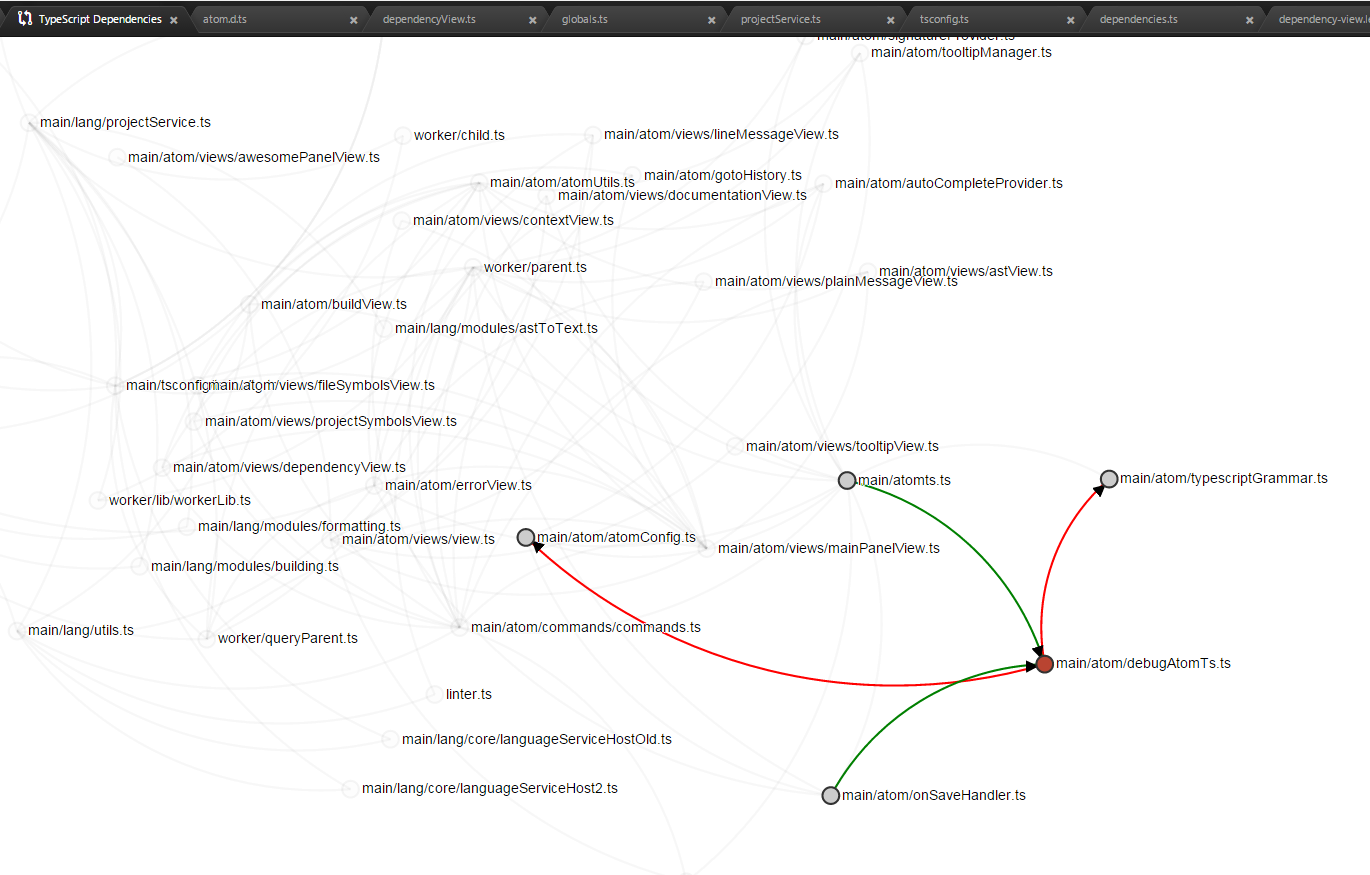 TypeScript Dependencies
atom.d.ts
dependencyView.ts
globals.ts
projectService.ts
tsconfig.ts
dependencies.ts
dependency-view.l
main/atom/signatureProvider.ts
main/atom/tooltipManager.ts
main/lang/projectService.ts
worker/child.ts
main/atom/views/lineMessageView.ts
main/atom/views/awesomePanelView.ts
main/atom/gotoHistory.ts
main/atom/atomUtils.ts
main/atom/autoCompleteProvider.ts
main/atom/views/documentationView.ts
main/atom/views/contextView.ts
worker/parent.ts
main/atom/views/astView.ts
main/atom/views/plainMessageView.ts
main/atom/buildView.ts
main/lang/modules/astToText.ts
main/tsconfig
main/atom/views/fileSymbolsView.ts
main/atom/views/projectSymbolsView.ts
main/atom/views/tooltipView.ts
main/atom/views/dependencyView.ts
main/atomts.ts
main/atom/typescriptGrammar.ts
main/atom/errorView.ts
worker/lib/workerLib.ts
main/lang/modules/formatting.ts
main/atom/views/view.ts
main/atom/atomConfig.ts
main/atom/views/mainPanelView.ts
main/lang/modules/building.ts
main/lang/utils.ts
main/atom/commands/commands.ts
worker/queryParent.ts
main/atom/debugAtomTs.ts
linter.ts
main/lang/core/languageServiceHostOld.ts
main/lang/core/languageServiceHost2.ts
main/atom/onSaveHandler.ts